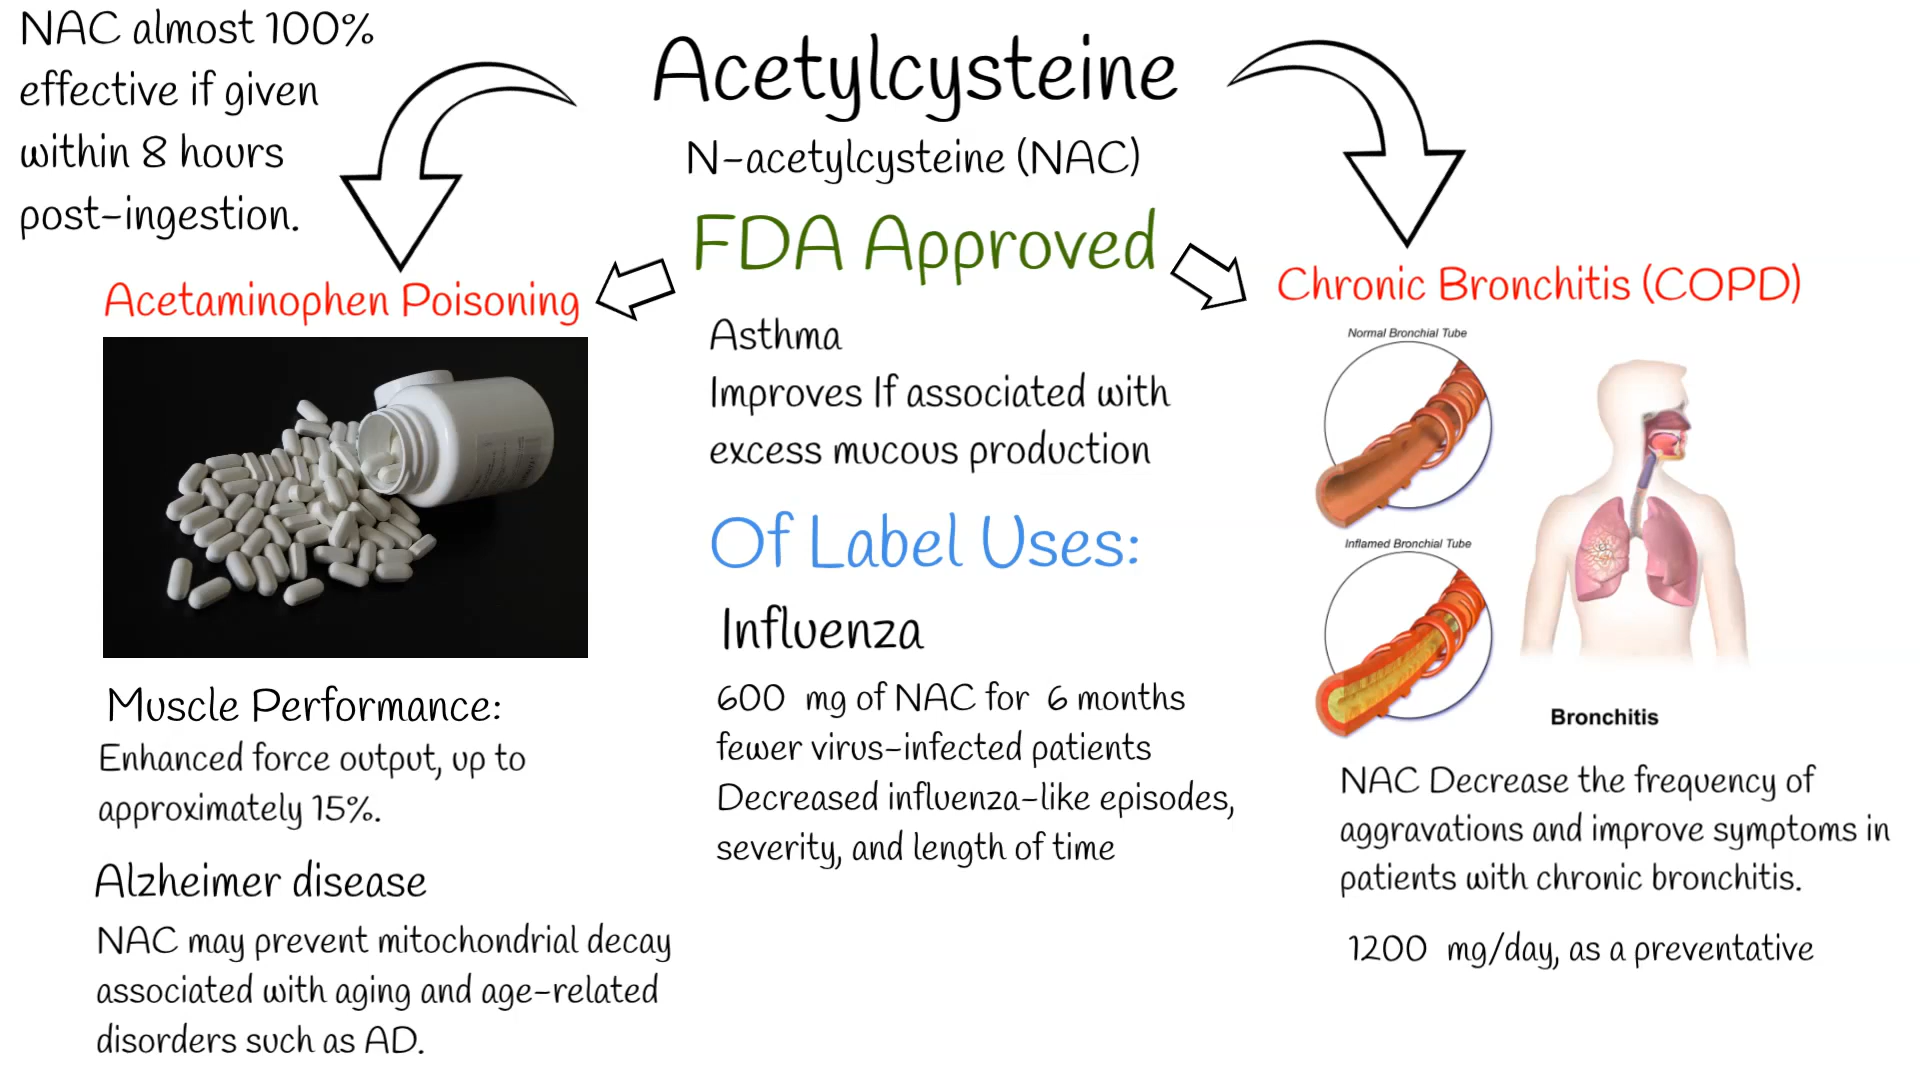 NAC almost 100%
effective if given
within 8 hours
post-ingestion.
Acetylcysteine
N-acetylcysteine (NAC)
FDA Approved
Acetaminophen Poisoning
Chronic Bronchitis (COPD)
Asthma
Improves If associated with
excess mucous production
Of Label Uses:
Influenza
600 mg of NAC for 6 months
fewer virus-infected patients
Decreased influenza-like episodes,
severity, and length of time
Muscle Performance:
Enhanced force output, up to
approximately 15%.
Alzheimer disease
NAC may prevent mitochondrial decay
associated with aging and age-related
disorders such as AD.
Normal Bronchial Tube
Inflamed Bronchial Tube
Bronchitis
NAC Decrease the frequency of
aggravations and improve symptoms in
patients with chronic bronchitis.
1200 mg/day, as a preventative